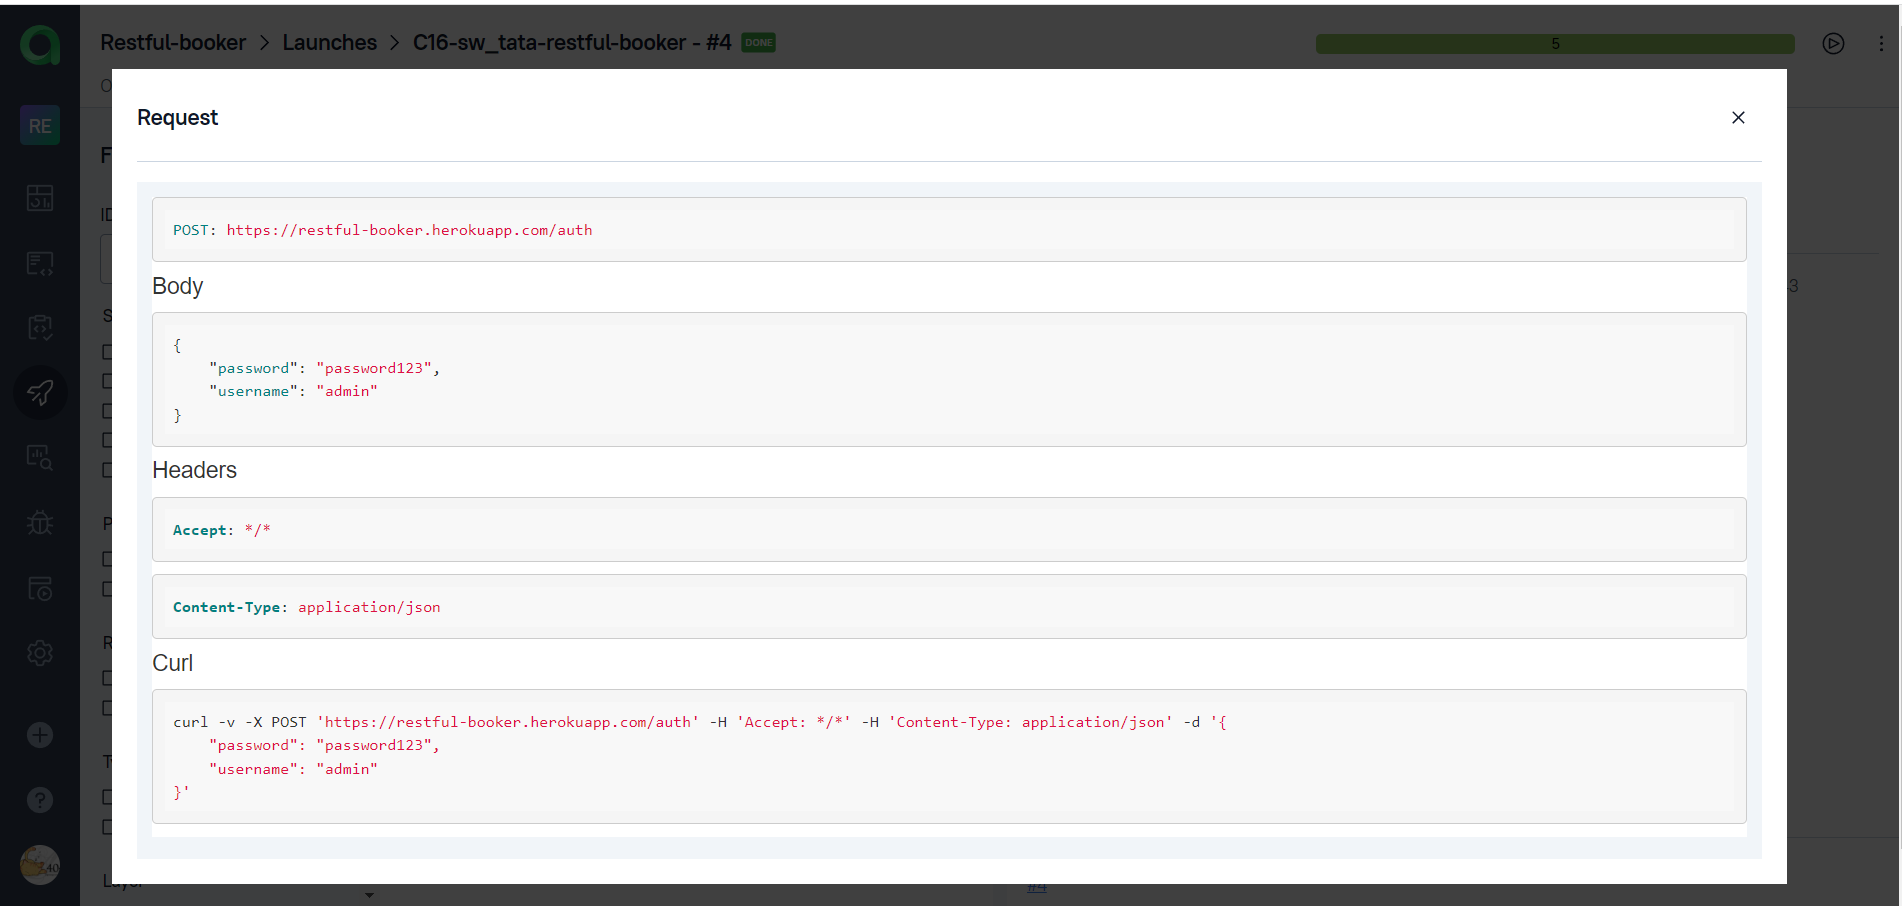 Restful-booker > Launches > C16-sw_tata-restful-booker - #4 DONE
5
RE
Request
POST: https://restful-booker.herokuapp.com/auth
Body
{
    "password": "password123",
    "username": "admin"
}
Headers
Accept: */*
Content-Type: application/json
Curl
curl -v -X POST 'https://restful-booker.herokuapp.com/auth' -H 'Accept: */*' -H 'Content-Type: application/json' -d '{
    "password": "password123",
    "username": "admin"
}'
Layer
#4